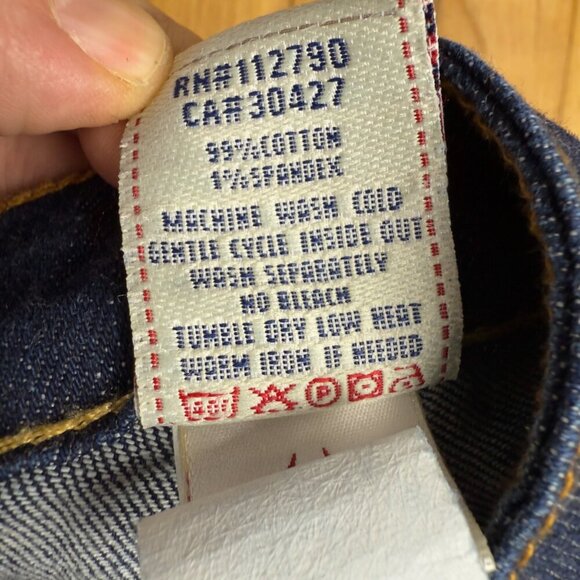 RN#112790
CA#30427
99%COTTON
1%SPANDEX
MACHINE WASH COLD
GENTLE CYCLE INSIDE OUT
WASH SEPARATELY
NO BLEACH
TUMBLE DRY LOW HEAT
WARM IRON IF NEEDED
P